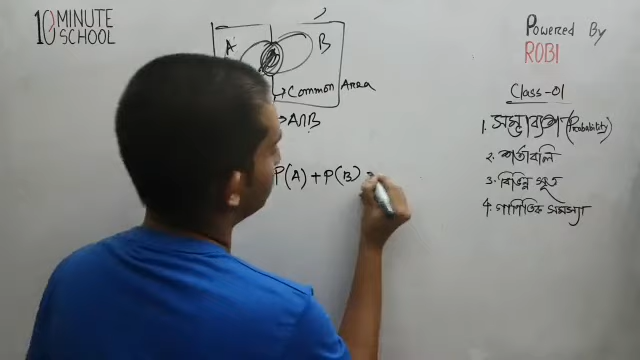 10 MINUTE SCHOOL
Powered By
ROBI
A
B
Common Area
A∩B
P(A) + P(B)
Class-01
1. সম্ভাব্যতা (Probability)
২. শর্তাবলি
3. বিভিন্ন সূত্র
4. গাণিতিক সমস্যা